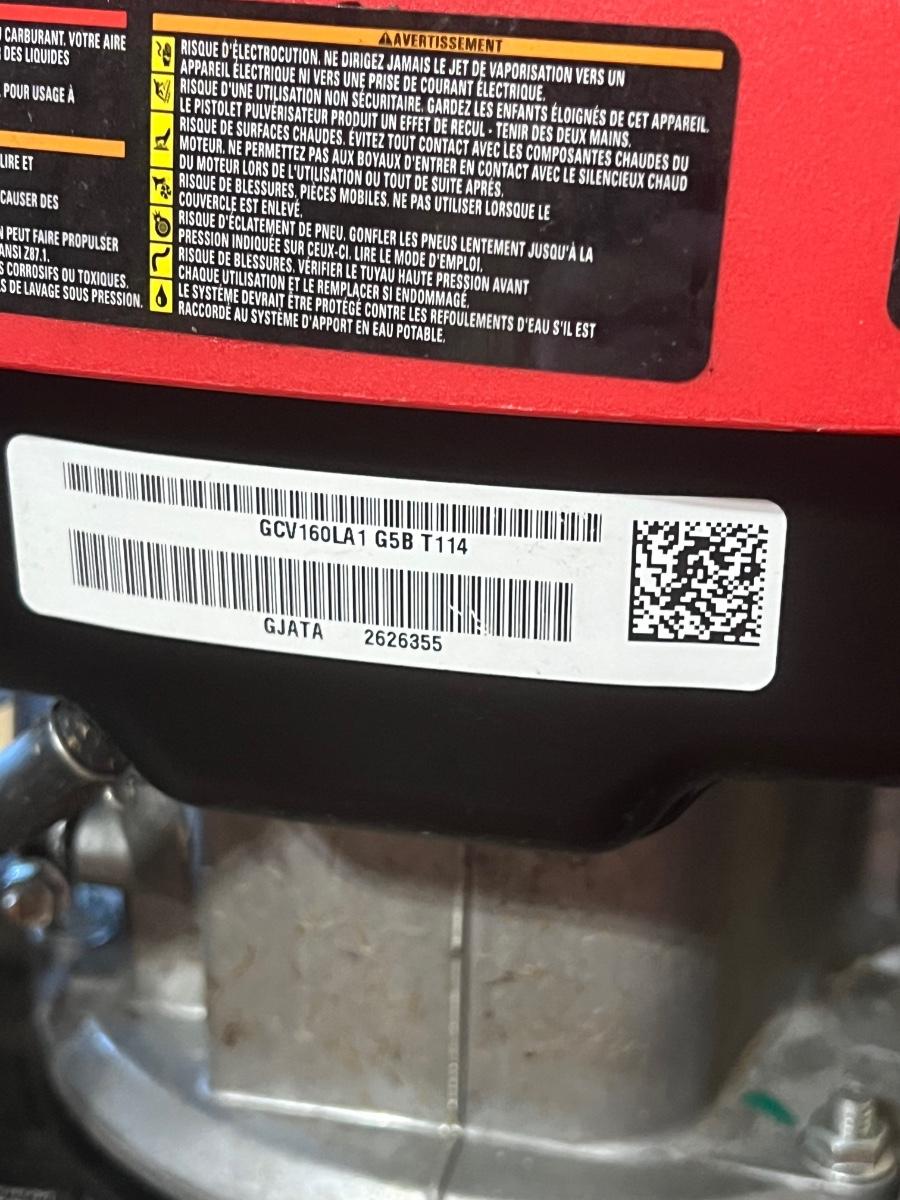 CARBURANT. VOTRE AIRE
DES LIQUIDES
POUR USAGE À
LIRE ET
CAUSER DES
PEUT FAIRE PROPULSER
ANSI Z87.1.
CORROSIFS OU TOXIQUES.
DE LAVAGE SOUS PRESSION.
AVERTISSEMENT
RISQUE D'ÉLECTROCUTION. NE DIRIGEZ JAMAIS LE JET DE VAPORISATION VERS UN
APPAREIL ÉLECTRIQUE NI VERS UNE PRISE DE COURANT ÉLECTRIQUE.
RISQUE D'UNE UTILISATION NON SÉCURITAIRE. GARDEZ LES ENFANTS ÉLOIGNÉS DE CET APPAREIL.
LE PISTOLET PULVÉRISATEUR PRODUIT UN EFFET DE RECUL - TENIR DES DEUX MAINS.
RISQUE DE SURFACES CHAUDES. ÉVITEZ TOUT CONTACT AVEC LES COMPOSANTES CHAUDES DU
MOTEUR. NE PERMETTEZ PAS AUX BOYAUX D'ENTRER EN CONTACT AVEC LE SILENCIEUX CHAUD
DU MOTEUR LORS DE L'UTILISATION OU TOUT DE SUITE APRÈS.
RISQUE DE BLESSURES. PIÈCES MOBILES. NE PAS UTILISER LORSQUE LE
COUVERCLE EST ENLEVÉ.
RISQUE D'ÉCLATEMENT DE PNEU. GONFLER LES PNEUS LENTEMENT JUSQU'À LA
PRESSION INDIQUÉE SUR CEUX-CI. LIRE LE MODE D'EMPLOI.
RISQUE DE BLESSURES. VÉRIFIER LE TUYAU HAUTE PRESSION AVANT
CHAQUE UTILISATION ET LE REMPLACER SI ENDOMMAGÉ.
LE SYSTÈME DEVRAIT ÊTRE PROTÉGÉ CONTRE LES REFOULEMENTS D'EAU S'IL EST
RACCORDÉ AU SYSTÈME D'APPORT EN EAU POTABLE.
GCV160LA1 G5B T114
GJATA 2626355